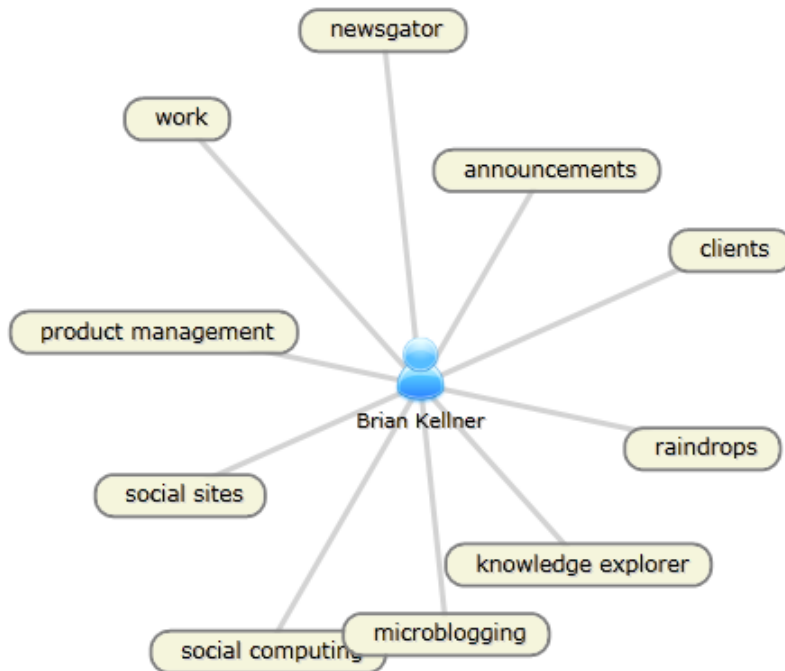 newsgator
work
announcements
clients
product management
Brian Kellner
raindrops
social sites
knowledge explorer
microblogging
social computing